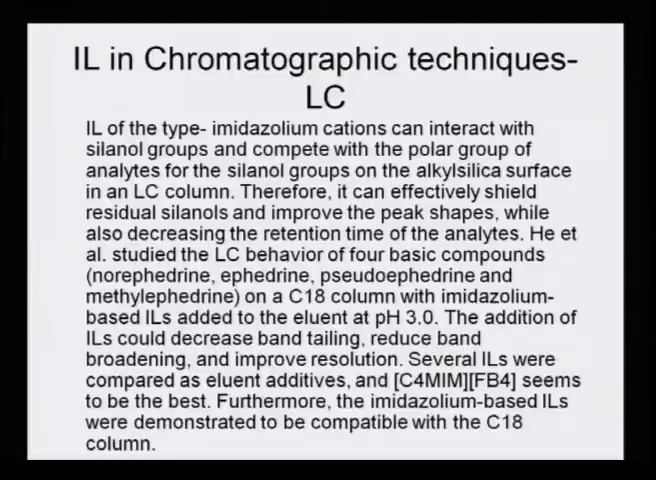 IL in Chromatographic techniques-
LC
IL of the type- imidazolium cations can interact with
silanol groups and compete with the polar group of
analytes for the silanol groups on the alkylsilica surface
in an LC column. Therefore, it can effectively shield
residual silanols and improve the peak shapes, while
also decreasing the retention time of the analytes. He et
al. studied the LC behavior of four basic compounds
(norephedrine, ephedrine, pseudoephedrine and
methylephedrine) on a C18 column with imidazolium-
based ILs added to the eluent at pH 3.0. The addition of
ILs could decrease band tailing, reduce band
broadening, and improve resolution. Several ILs were
compared as eluent additives, and [C4MIM][FB4] seems
to be the best. Furthermore, the imidazolium-based ILs
were demonstrated to be compatible with the C18
column.